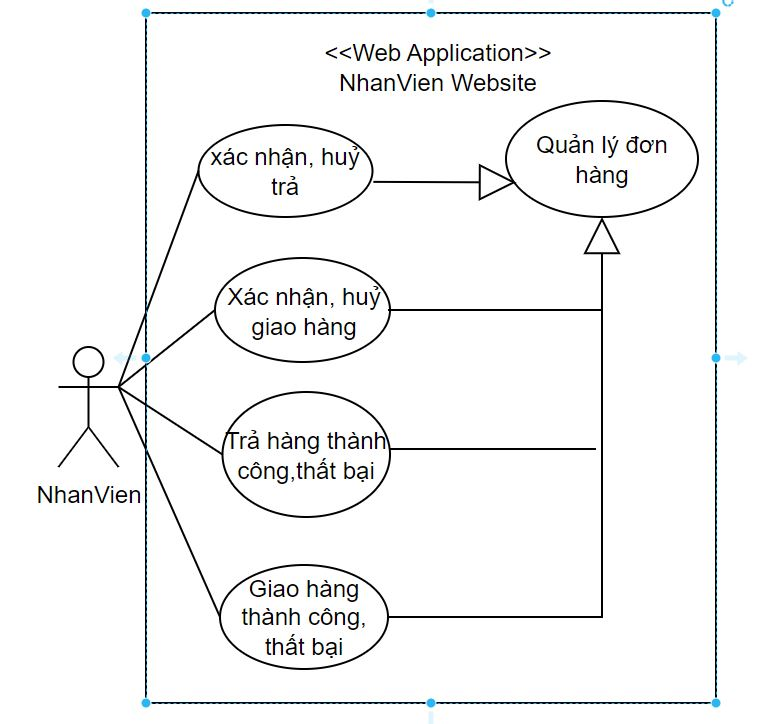 <<Web Application>>
NhanVien Website
xác nhận, huỷ
trả
Quản lý đơn
hàng
Xác nhận, huỷ
giao hàng
Trả hàng thành
công,thất bại
NhanVien
Giao hàng
thành công,
thất bại